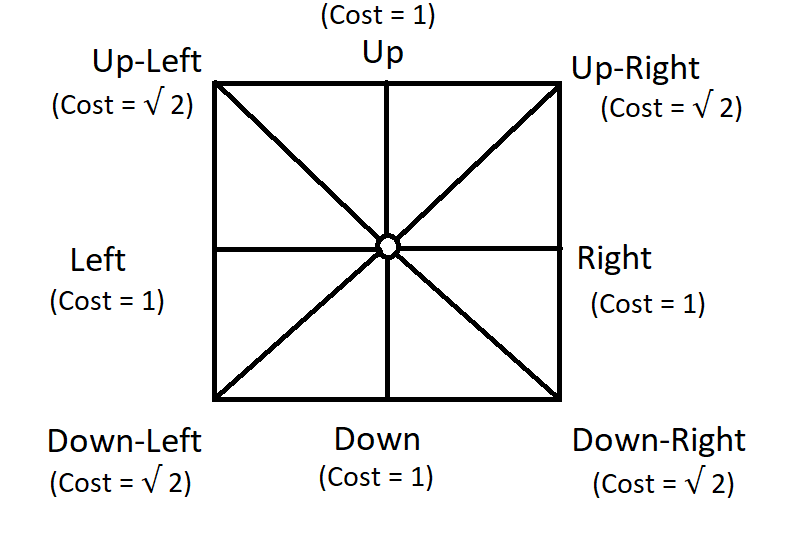 (Cost = 1)
Up
Up-Left
(Cost = √ 2)
Up-Right
(Cost = √ 2)
Left
(Cost = 1)
Right
(Cost = 1)
Down-Left
(Cost = √ 2)
Down
(Cost = 1)
Down-Right
(Cost = √ 2)